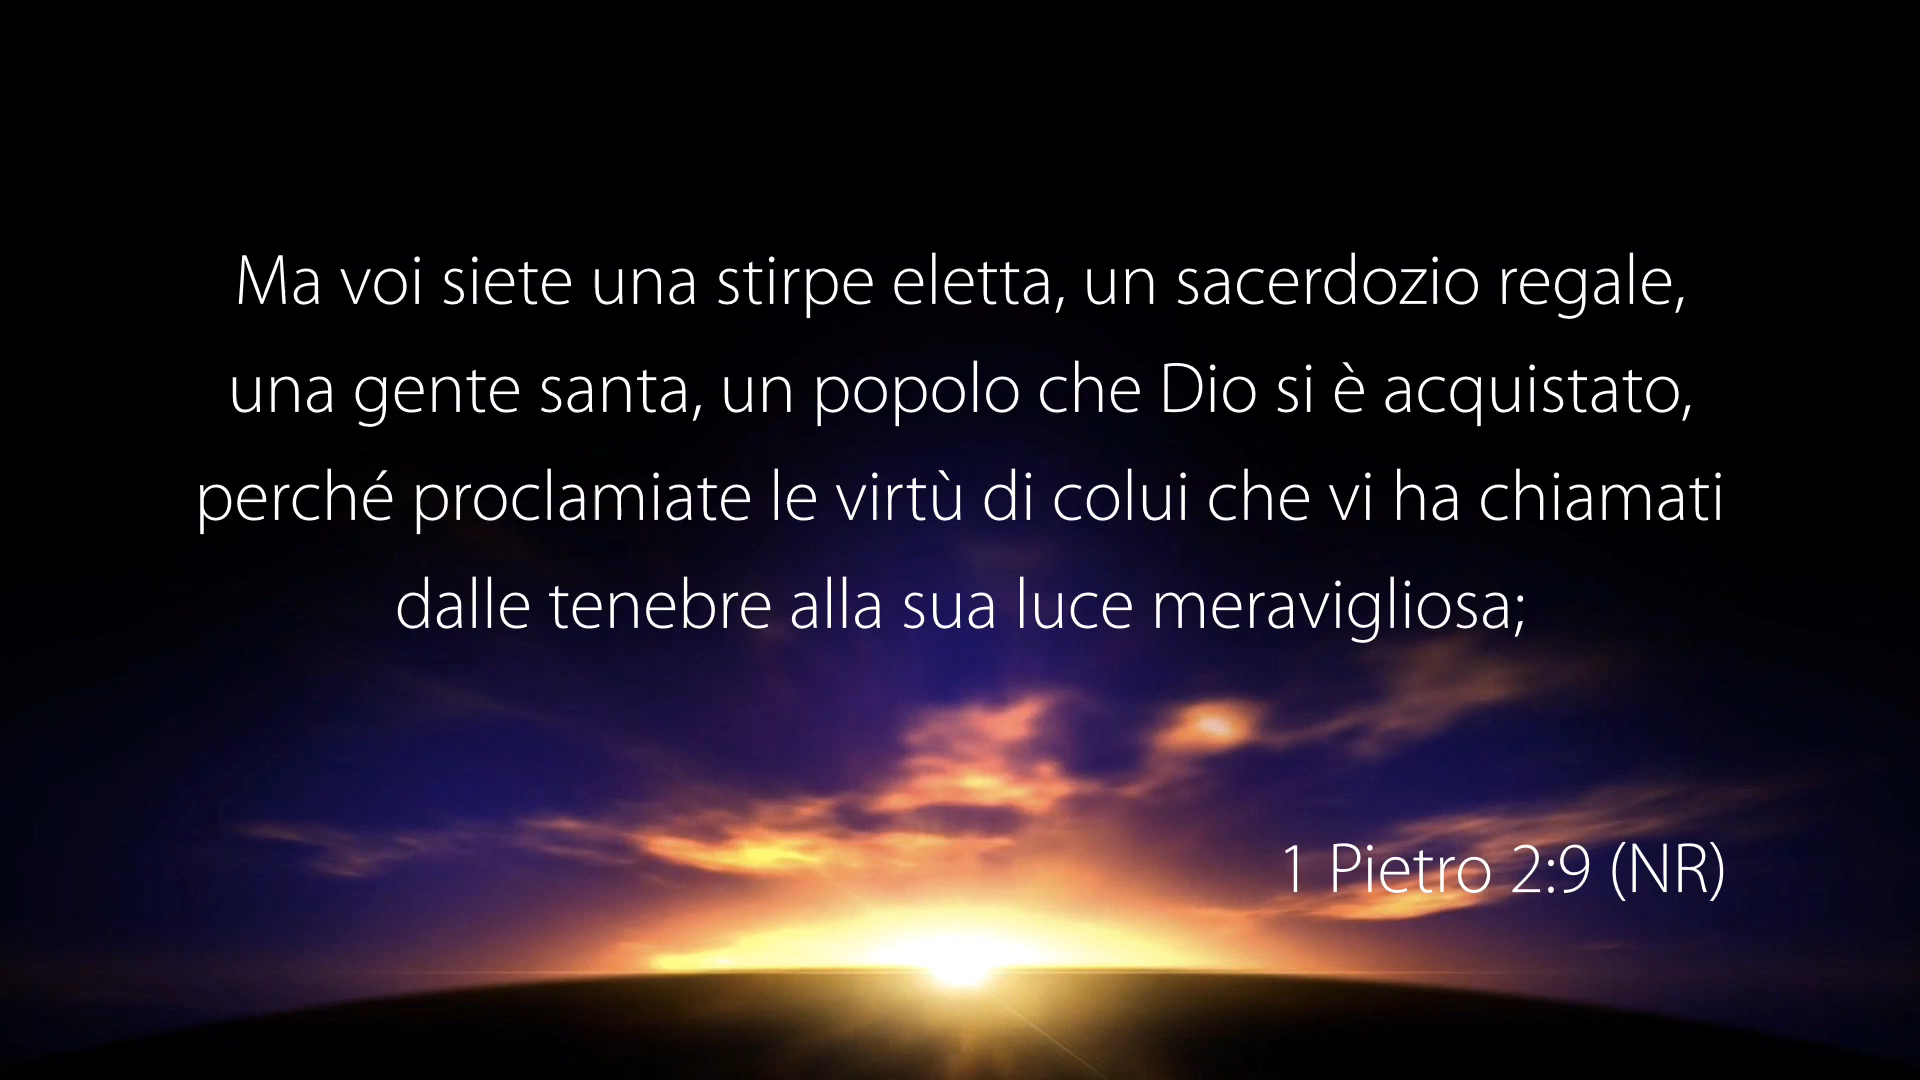 Ma voi siete una stirpe eletta, un sacerdozio regale,
una gente santa, un popolo che Dio si è acquistato,
perché proclamiate le virtù di colui che vi ha chiamati
dalle tenebre alla sua luce meravigliosa;
1 Pietro 2:9 (NR)